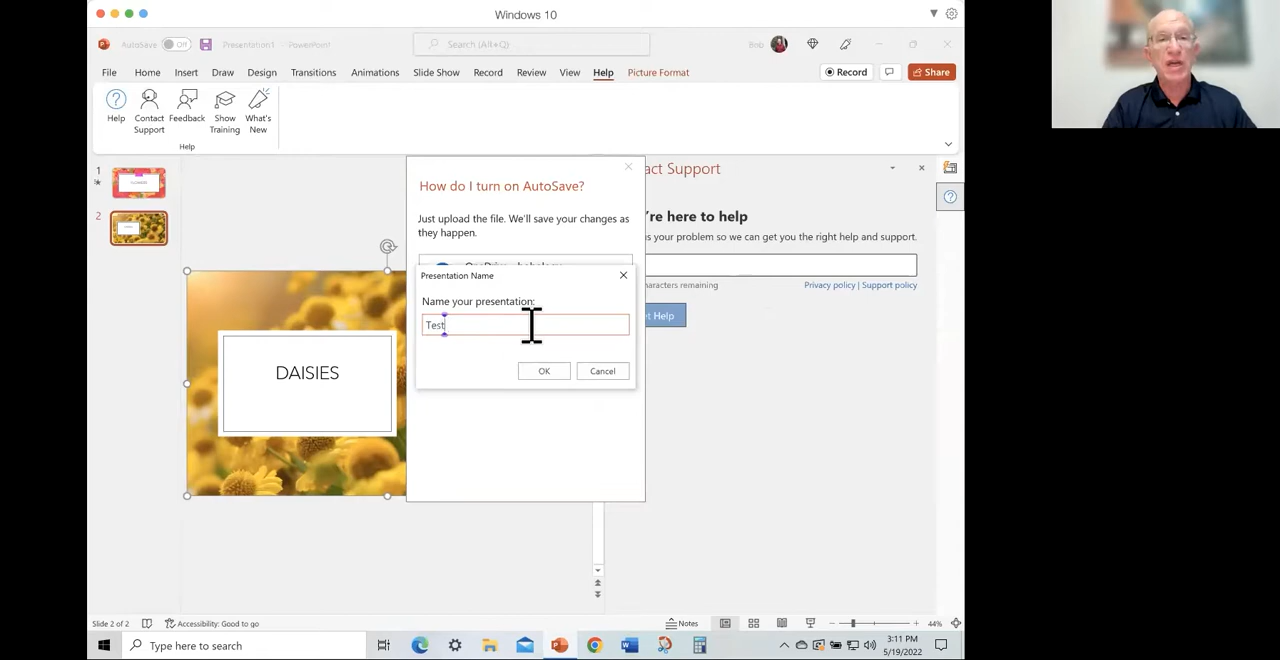 Windows 10
AutoSave Off Presentation1 PowerPoint Search (Alt+Q) Bob
File Home Insert Draw Design Transitions Animations Slide Show Record Review View Help Picture Format Record Share
Help Contact Support Feedback Show Training What's New
Help
1
2
DAISIES
How do I turn on AutoSave?
Just upload the file. We'll save your changes as
they happen.
Presentation Name
Name your presentation:
Test
OK Cancel
act Support
're here to help
us your problem so we can get you the right help and support.
characters remaining Privacy policy | Support policy
et Help
Slide 2 of 2 Accessibility: Good to go Notes 44%
Type here to search
3:11 PM
5/19/2022